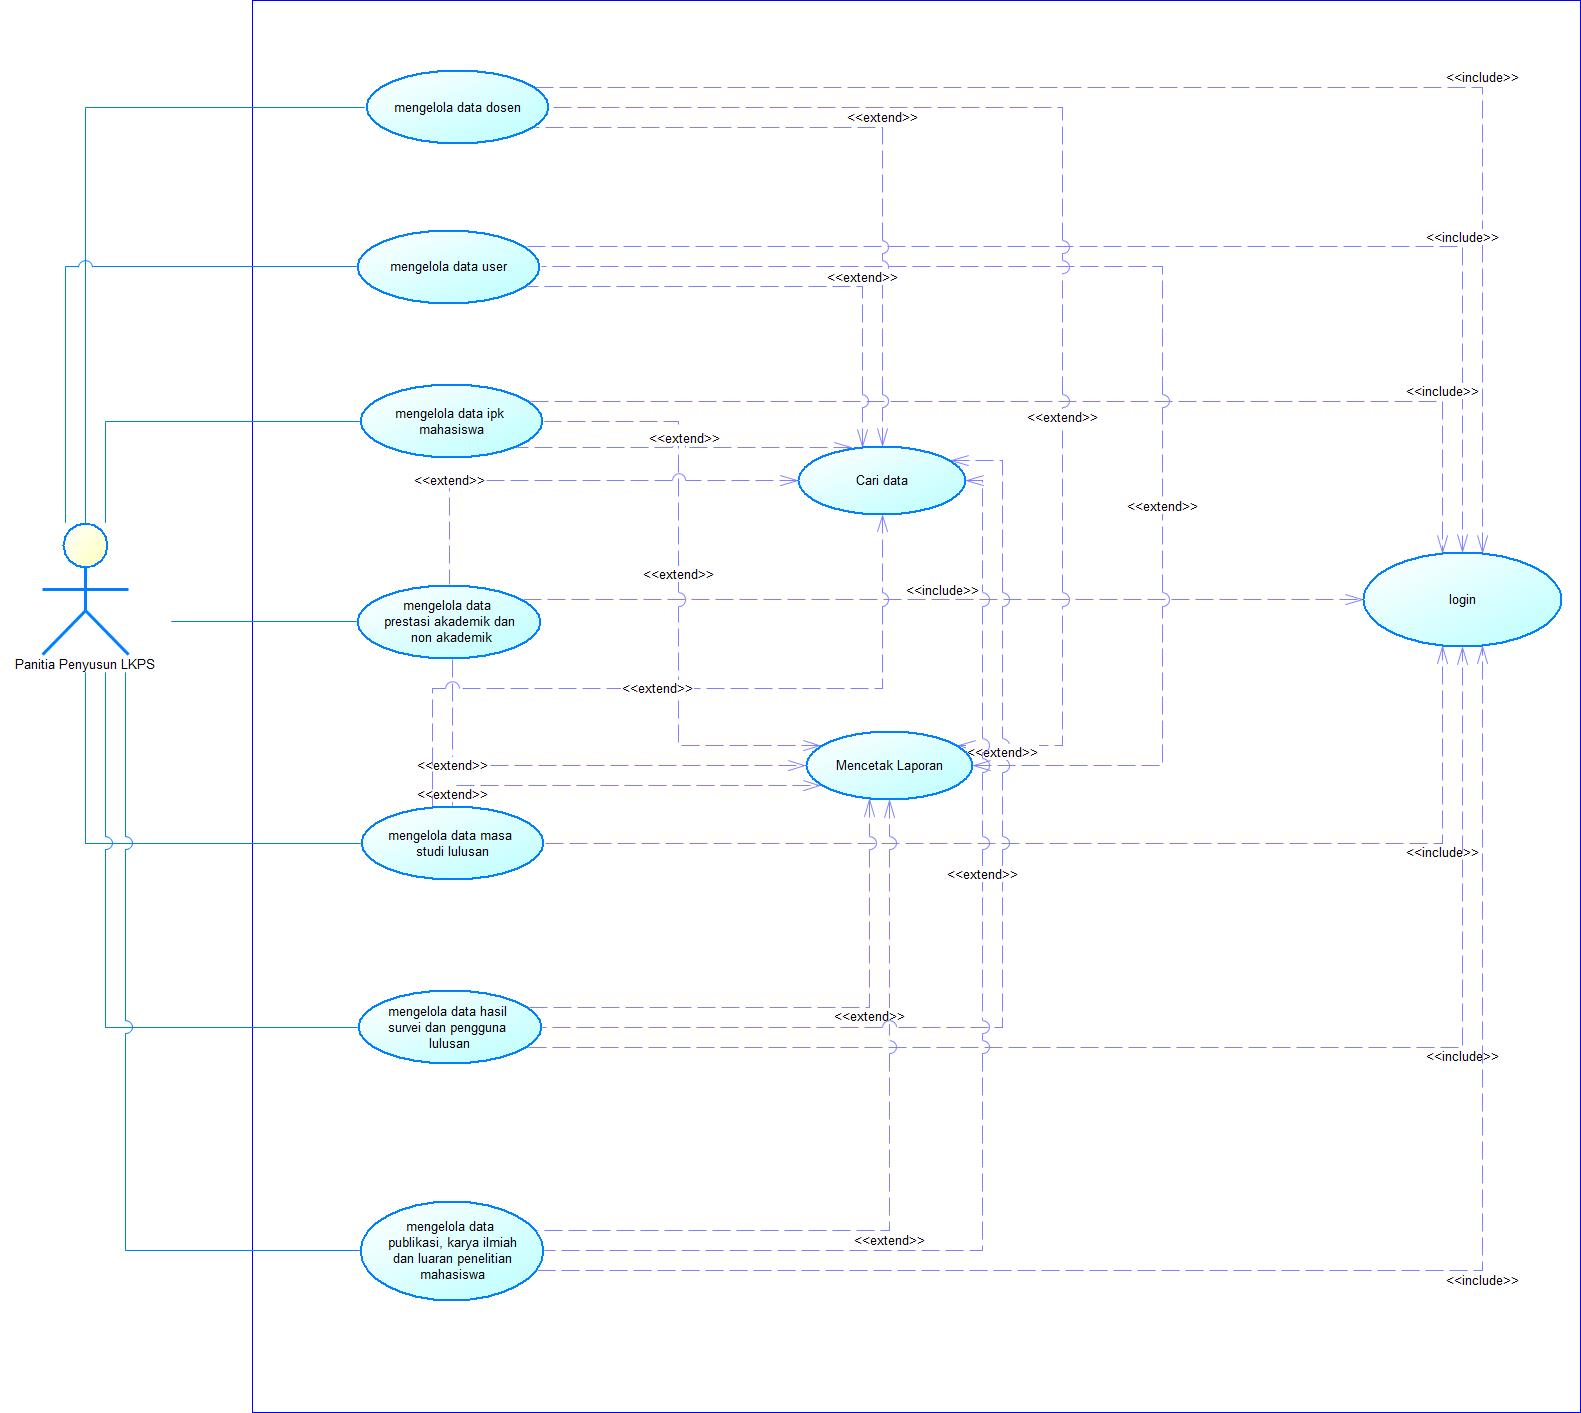 <<include>>
mengelola data dosen
<<extend>>
<<include>>
mengelola data user
<<extend>>
<<include>>
mengelola data ipk
mahasiswa
<<extend>>
<<extend>>
<<extend>>
Cari data
<<extend>>
<<extend>>
<<include>>
mengelola data
prestasi akademik dan
non akademik
login
Panitia Penyusun LKPS
<<extend>>
<<extend>>
<<extend>>
Mencetak Laporan
<<extend>>
mengelola data masa
studi lulusan
<<include>>
<<extend>>
mengelola data hasil
survei dan pengguna
lulusan
<<extend>>
<<include>>
mengelola data
publikasi, karya ilmiah
dan luaran penelitian
mahasiswa
<<extend>>
<<include>>